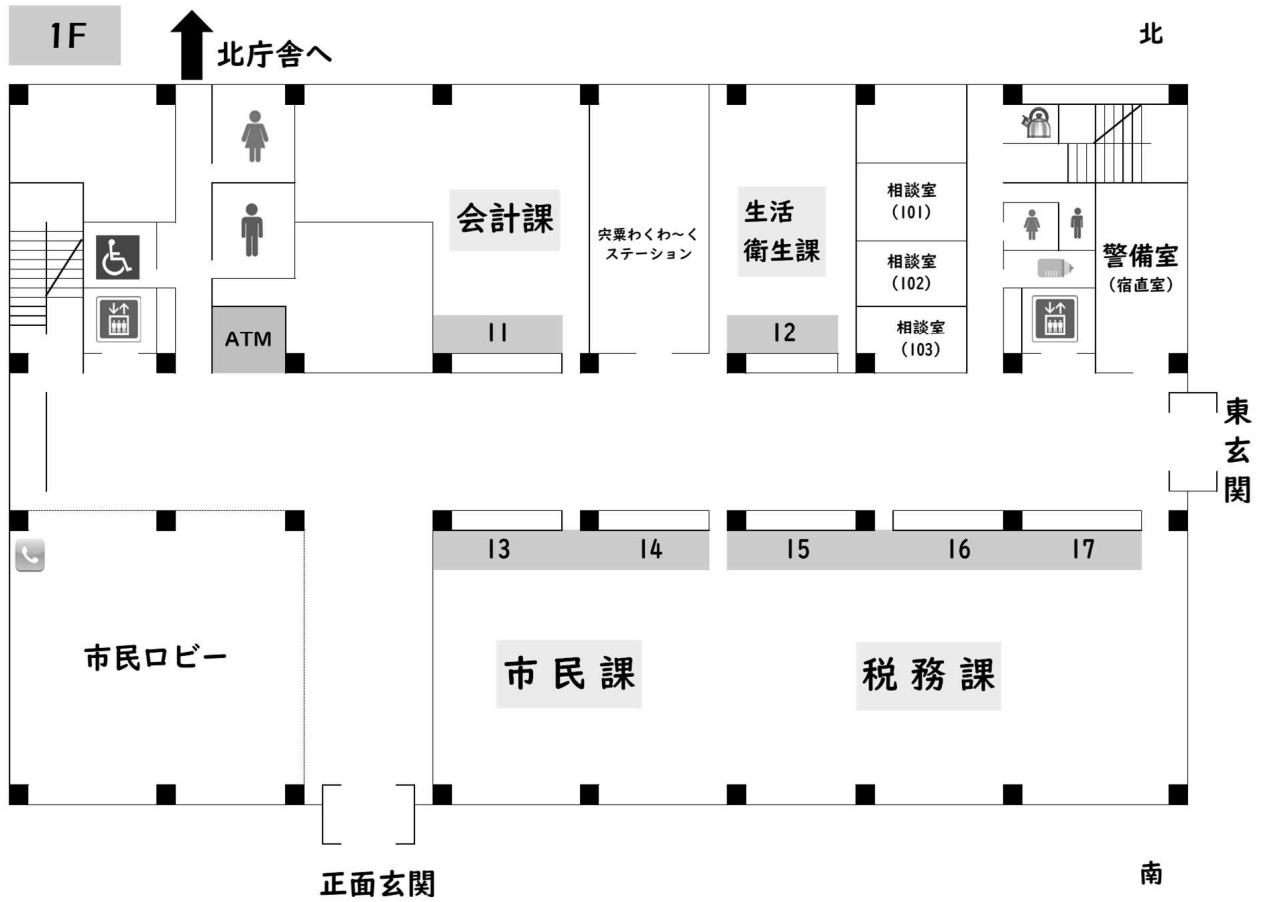 1F
北庁舎へ
北
会計課
宍粟わくわ～く
ステーション
生活
衛生課
相談室
(101)
相談室
(102)
相談室
(103)
警備室
(宿直室)
ATM
11
12
東玄関
13
14
15
16
17
市民ロビー
市民課
税務課
正面玄関
南